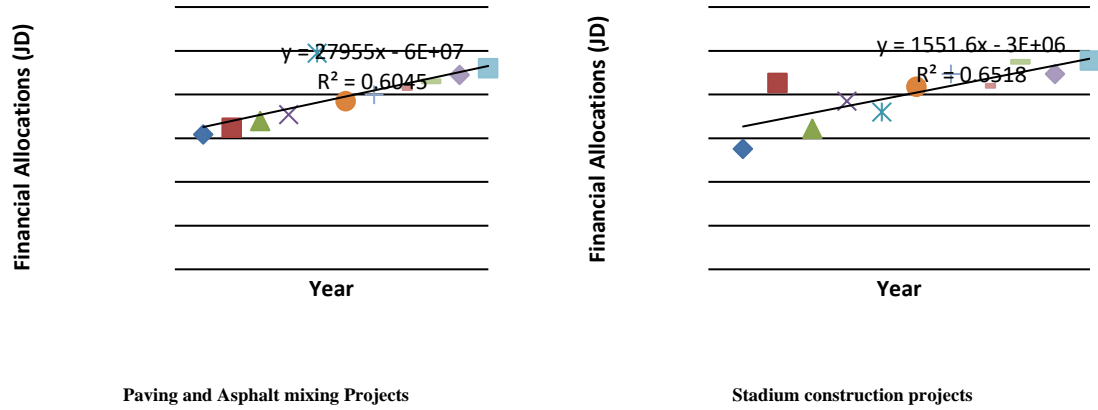 Financial Allocations (JD)
y = 27955x - 6E+07
R² = 0.6045
Year
Paving and Asphalt mixing Projects
Financial Allocations (JD)
y = 1551.6x - 3E+06
R² = 0.6518
Year
Stadium construction projects